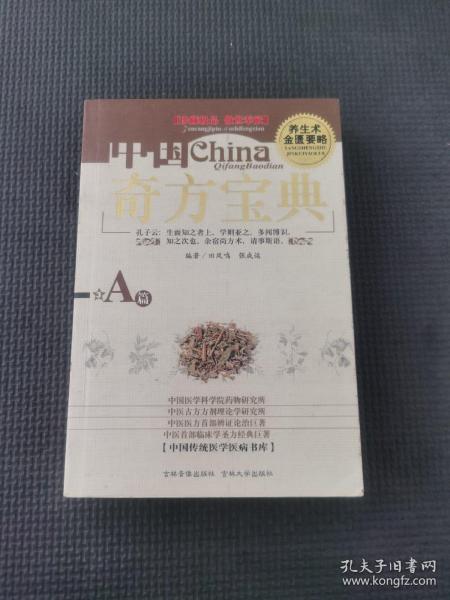 养生术
金匮要略
中国China
QifangBaodian
奇方宝典
孔子云：生而知之者上，学则亚之，多闻博识，
知之次也，余宿尚方术，请事斯语。
编著/田凤鸣 张成运
A篇
中国医学科学院药物研究所
中医古方方剂理论学研究所
中医医方首部辨证论治巨著
中医首部临床学圣方经典巨著
【中国传统医学医病书库】
吉林音像出版社 吉林大学出版社
孔夫子旧书网
www.kongfz.com